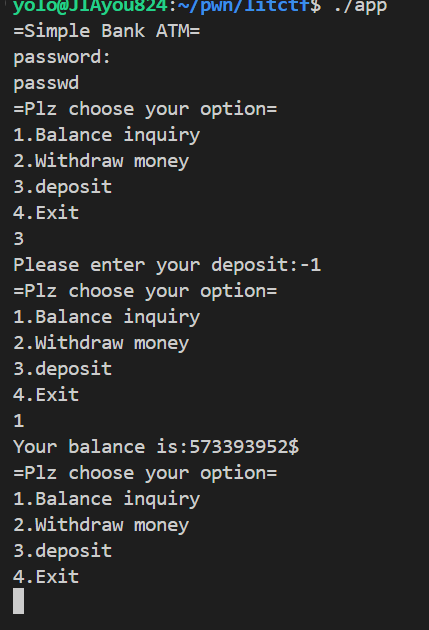 yolo@JIAyou824:~/pwn/litctf$ ./app
=Simple Bank ATM=
password:
passwd
=Plz choose your option=
1.Balance inquiry
2.Withdraw money
3.deposit
4.Exit
3
Please enter your deposit:-1
=Plz choose your option=
1.Balance inquiry
2.Withdraw money
3.deposit
4.Exit
1
Your balance is:573393952$
=Plz choose your option=
1.Balance inquiry
2.Withdraw money
3.deposit
4.Exit